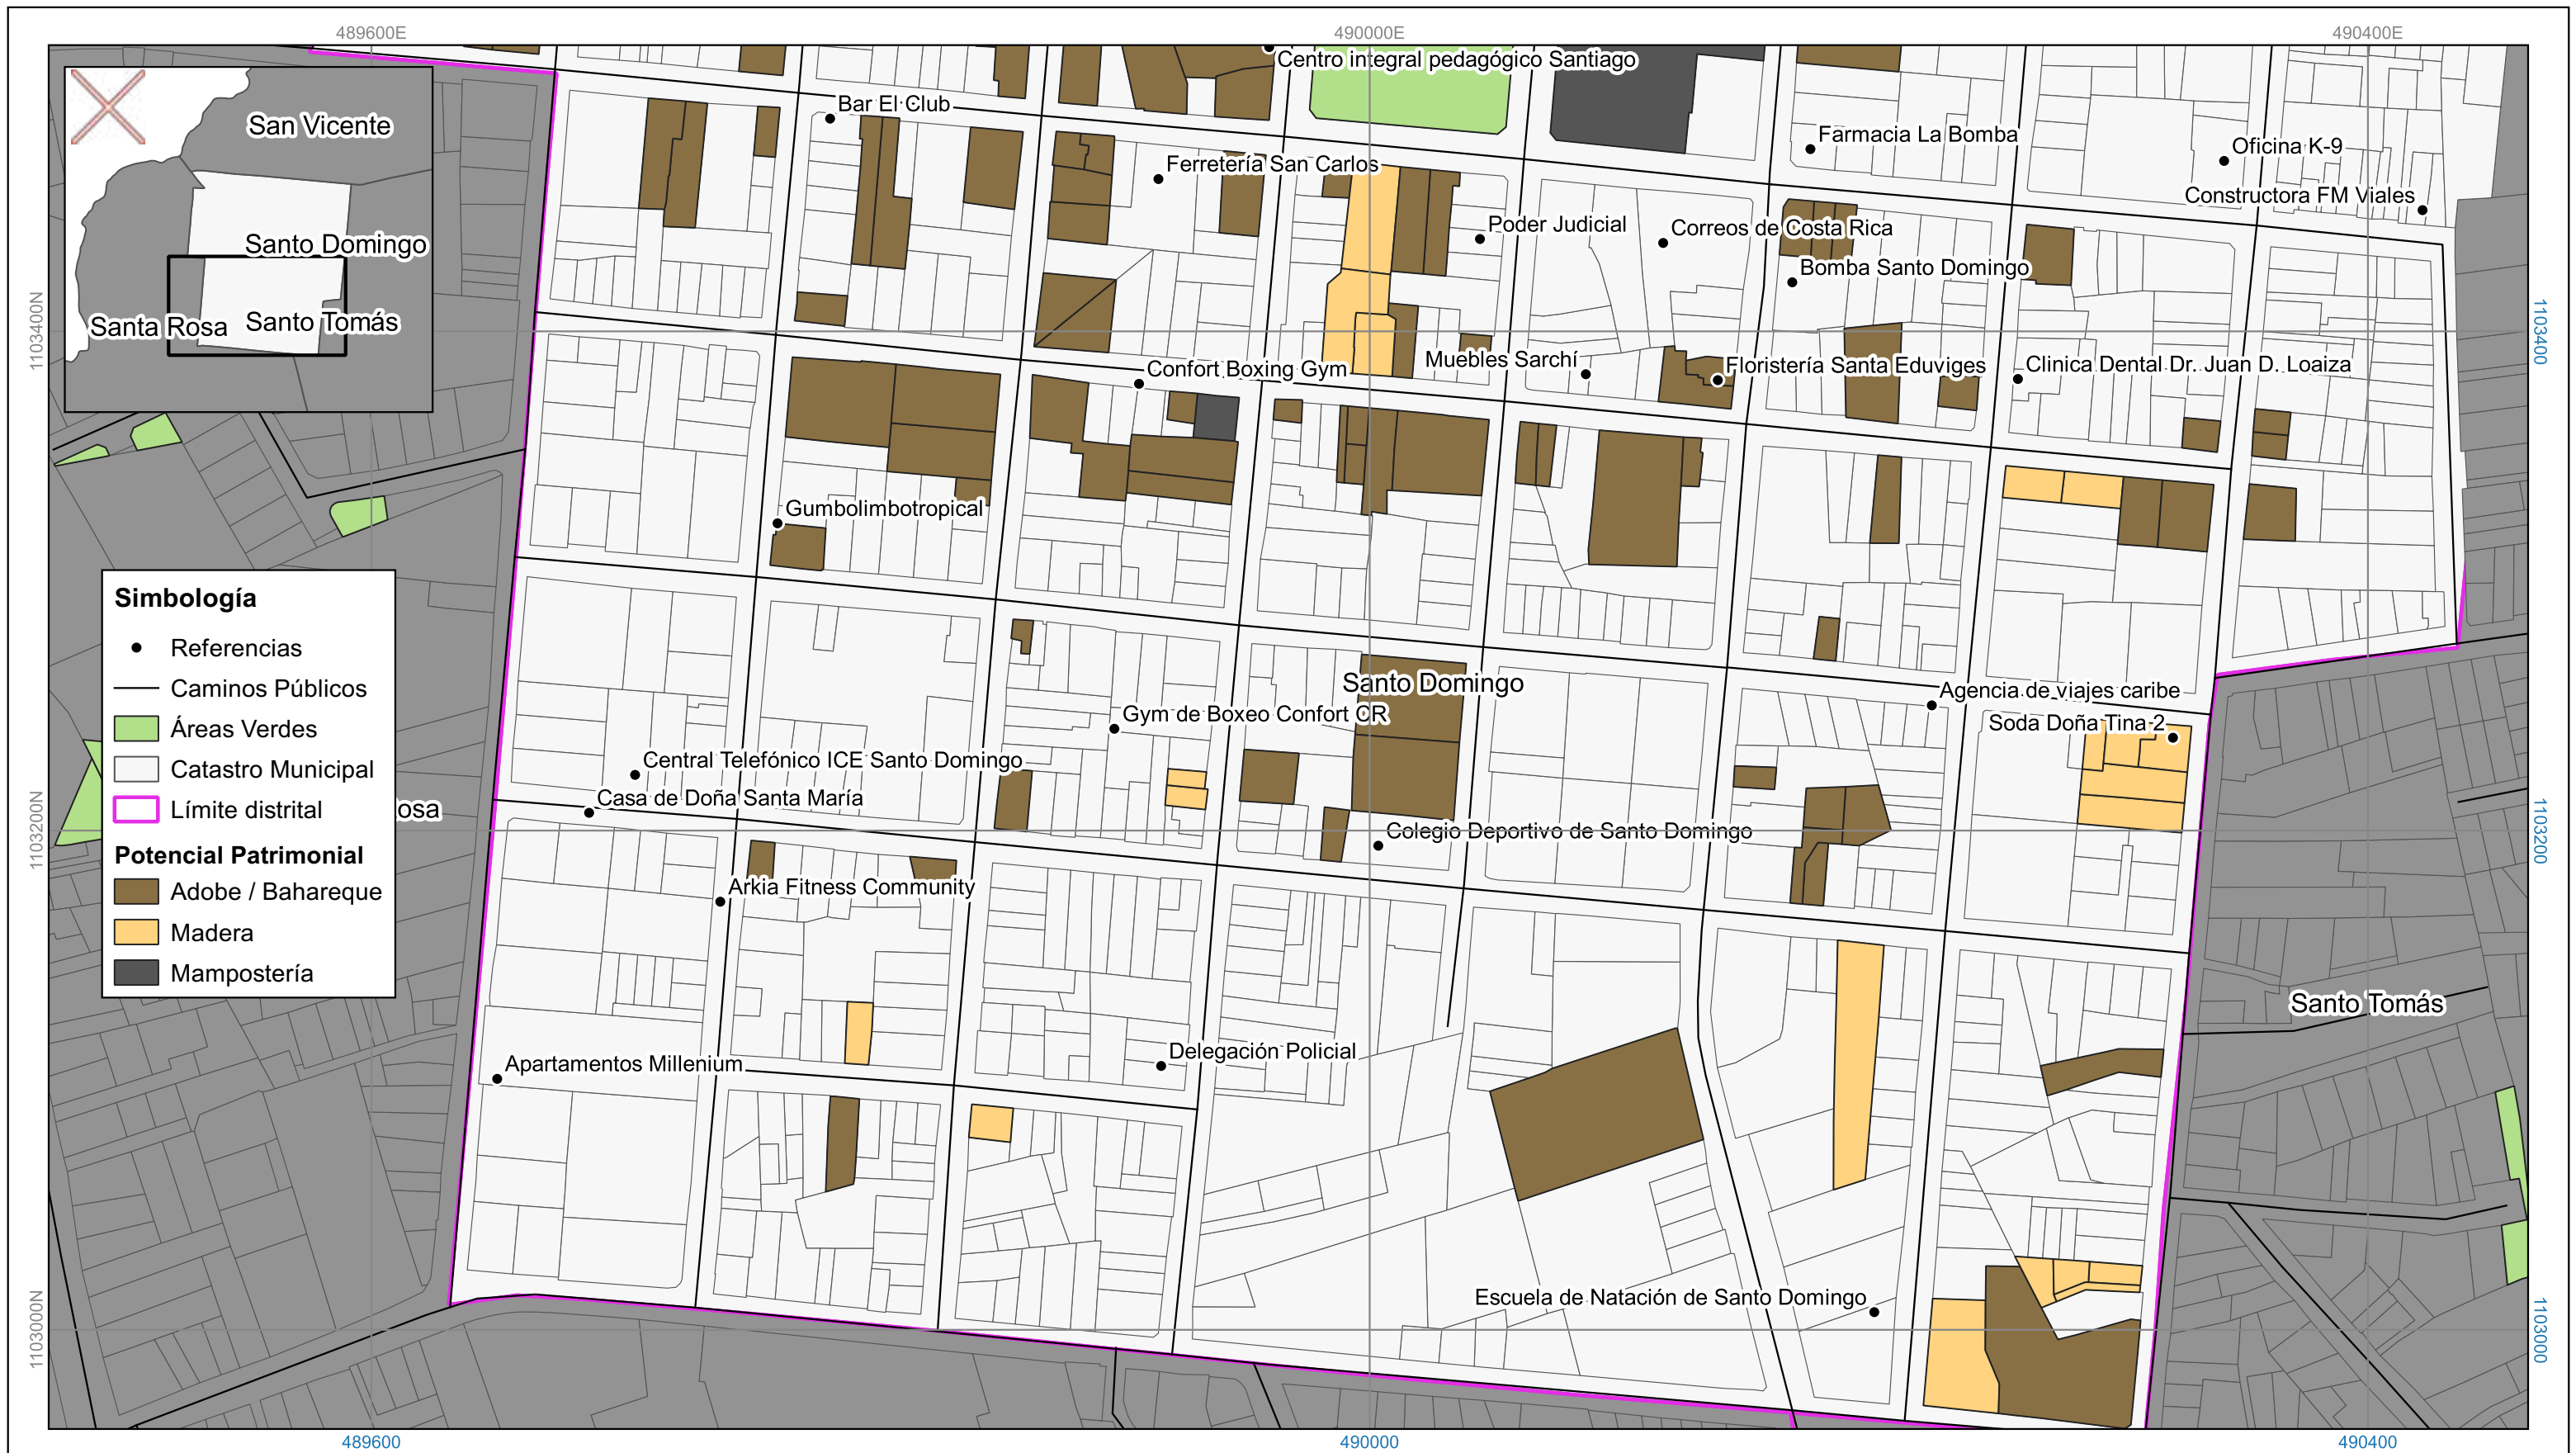 489600E
490000E
490400E
Centro integral pedagógico Santiago
Bar El Club
San Vicente
Farmacia La Bomba
Oficina K-9
Ferretería San Carlos
Constructora FM Viales
Poder Judicial
Correos de Costa Rica
Santo Domingo
Bomba Santo Domingo
Santa Rosa
Santo Tomás
1103400N
1103400
Muebles Sarchí
Confort Boxing Gym
Floristería Santa Eduviges
Clinica Dental Dr. Juan D. Loaiza
Gumbolimbotropical
Simbología
Referencias
Caminos Públicos
Áreas Verdes
Catastro Municipal
Límite distrital
Potencial Patrimonial
Adobe / Bahareque
Madera
Mampostería
Santo Domingo
Agencia de viajes caribe
Gym de Boxeo Confort CR
Soda Doña Tina 2
Central Telefónico ICE Santo Domingo
Casa de Doña Santa María
osa
1103200N
1103200
Colegio Deportivo de Santo Domingo
Arkia Fitness Community
Santo Tomás
Delegación Policial
Apartamentos Millenium
Escuela de Natación de Santo Domingo
1103000N
1103000
489600
490000
490400